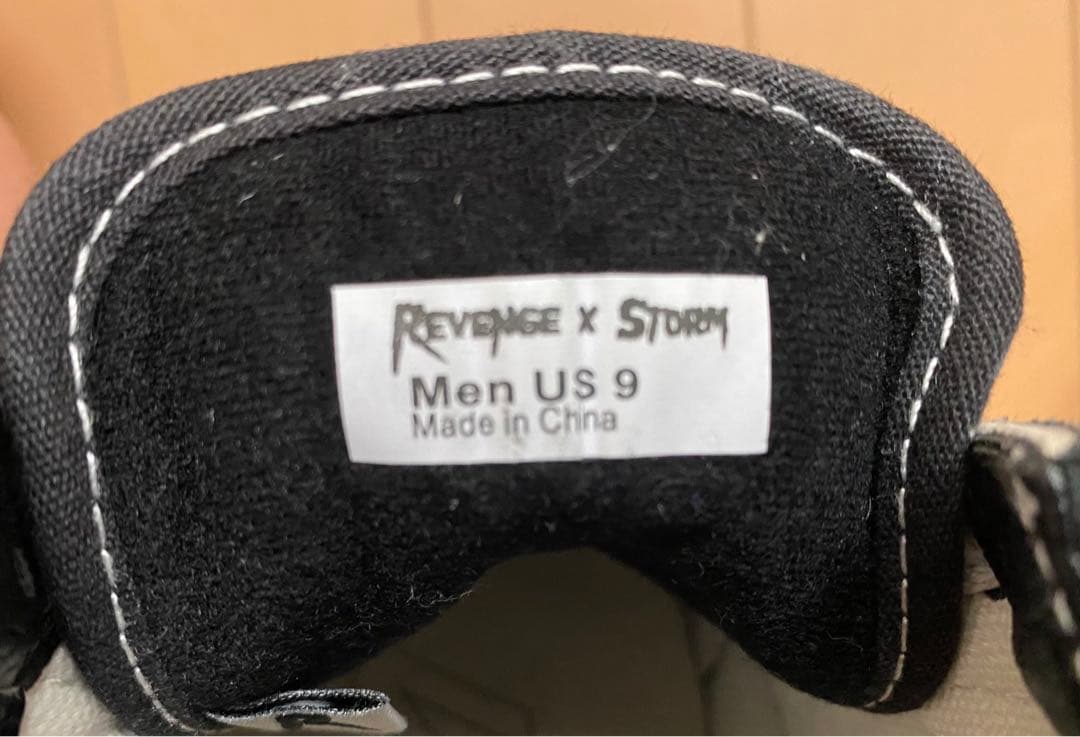 REVENGE X STORM
Men US 9
Made in China